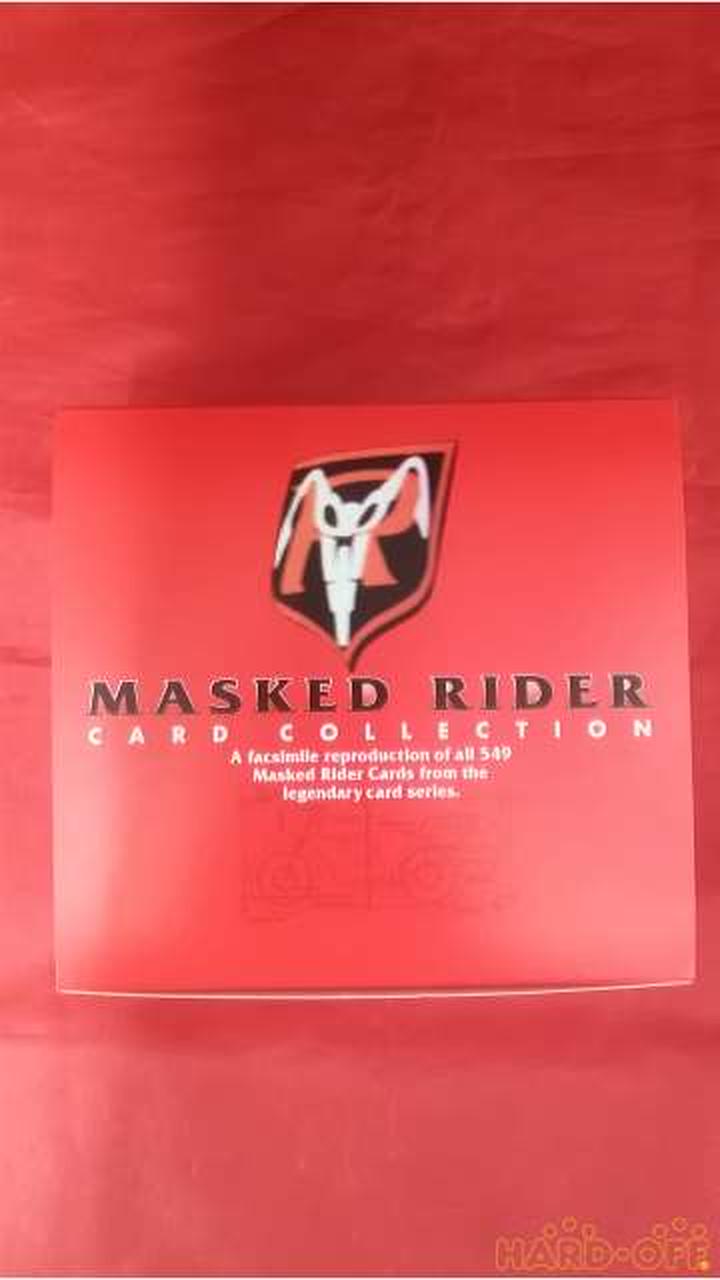 MASKED RIDER
CARD COLLECTION
A facsimile reproduction of all 549
Masked Rider Cards from the
legendary card series.
HARD-OFF